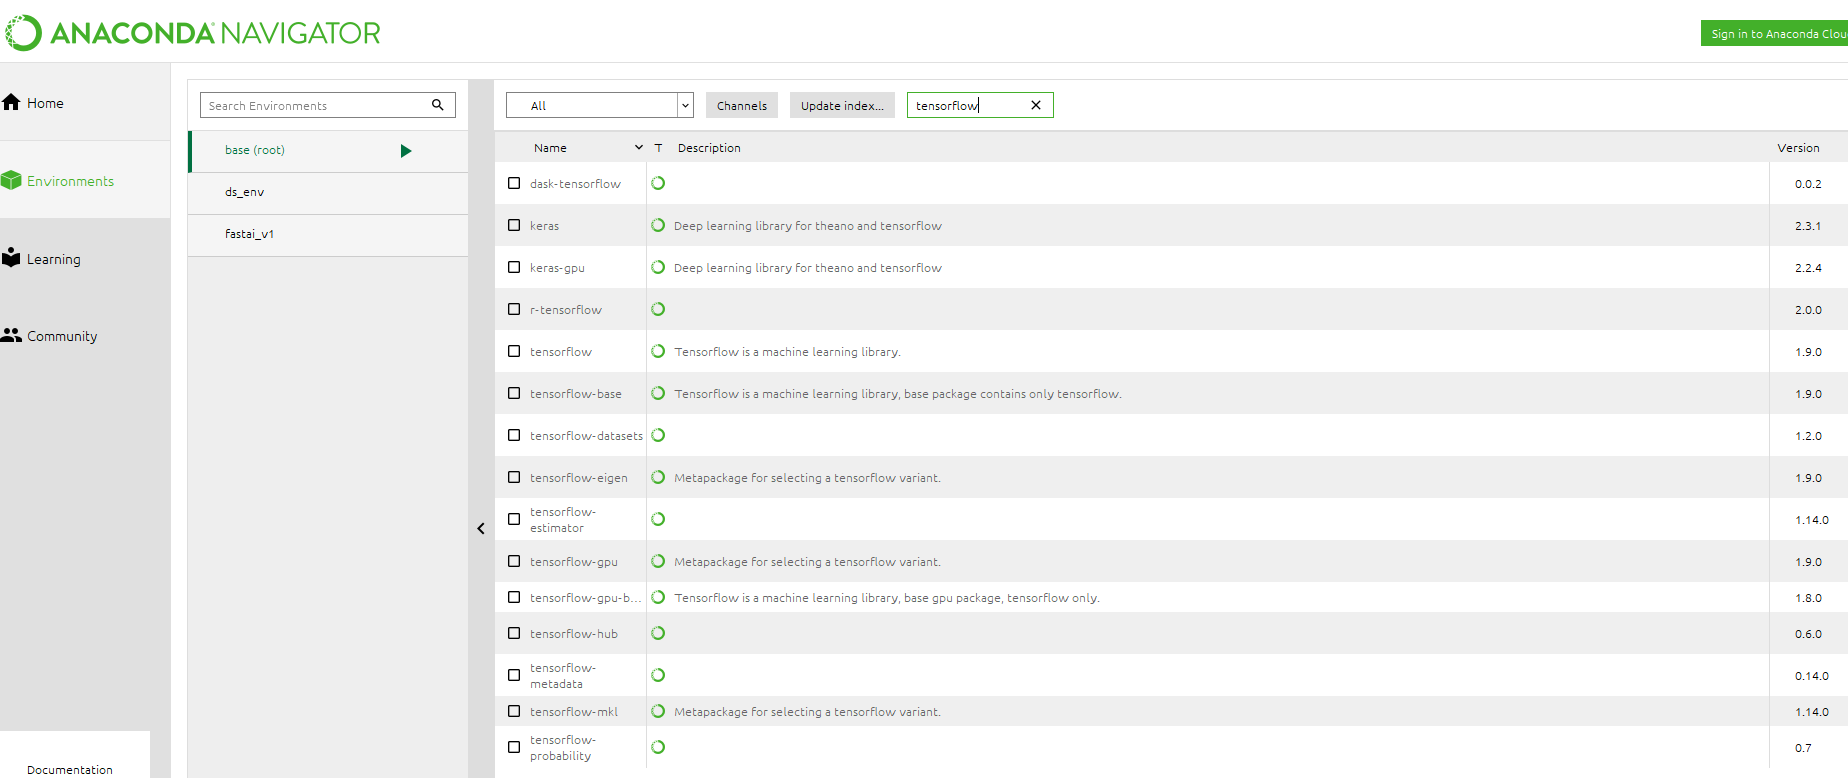 ANACONDA NAVIGATOR
Sign in to Anaconda Clou
Home
Environments
Learning
Community
Documentation
Search Environments
base (root)
ds_env
fastai_v1
All Channels Update index... tensorflow
Name T Description Version
dask-tensorflow 0.0.2
keras Deep learning library for theano and tensorflow 2.3.1
keras-gpu Deep learning library for theano and tensorflow 2.2.4
r-tensorflow 2.0.0
tensorflow Tensorflow is a machine learning library. 1.9.0
tensorflow-base Tensorflow is a machine learning library, base package contains only tensorflow. 1.9.0
tensorflow-datasets 1.2.0
tensorflow-eigen Metapackage for selecting a tensorflow variant. 1.9.0
tensorflow-
estimator 1.14.0
tensorflow-gpu Metapackage for selecting a tensorflow variant. 1.9.0
tensorflow-gpu-b... Tensorflow is a machine learning library, base gpu package, tensorflow only. 1.8.0
tensorflow-hub 0.6.0
tensorflow-
metadata 0.14.0
tensorflow-mkl Metapackage for selecting a tensorflow variant. 1.14.0
tensorflow-
probability 0.7